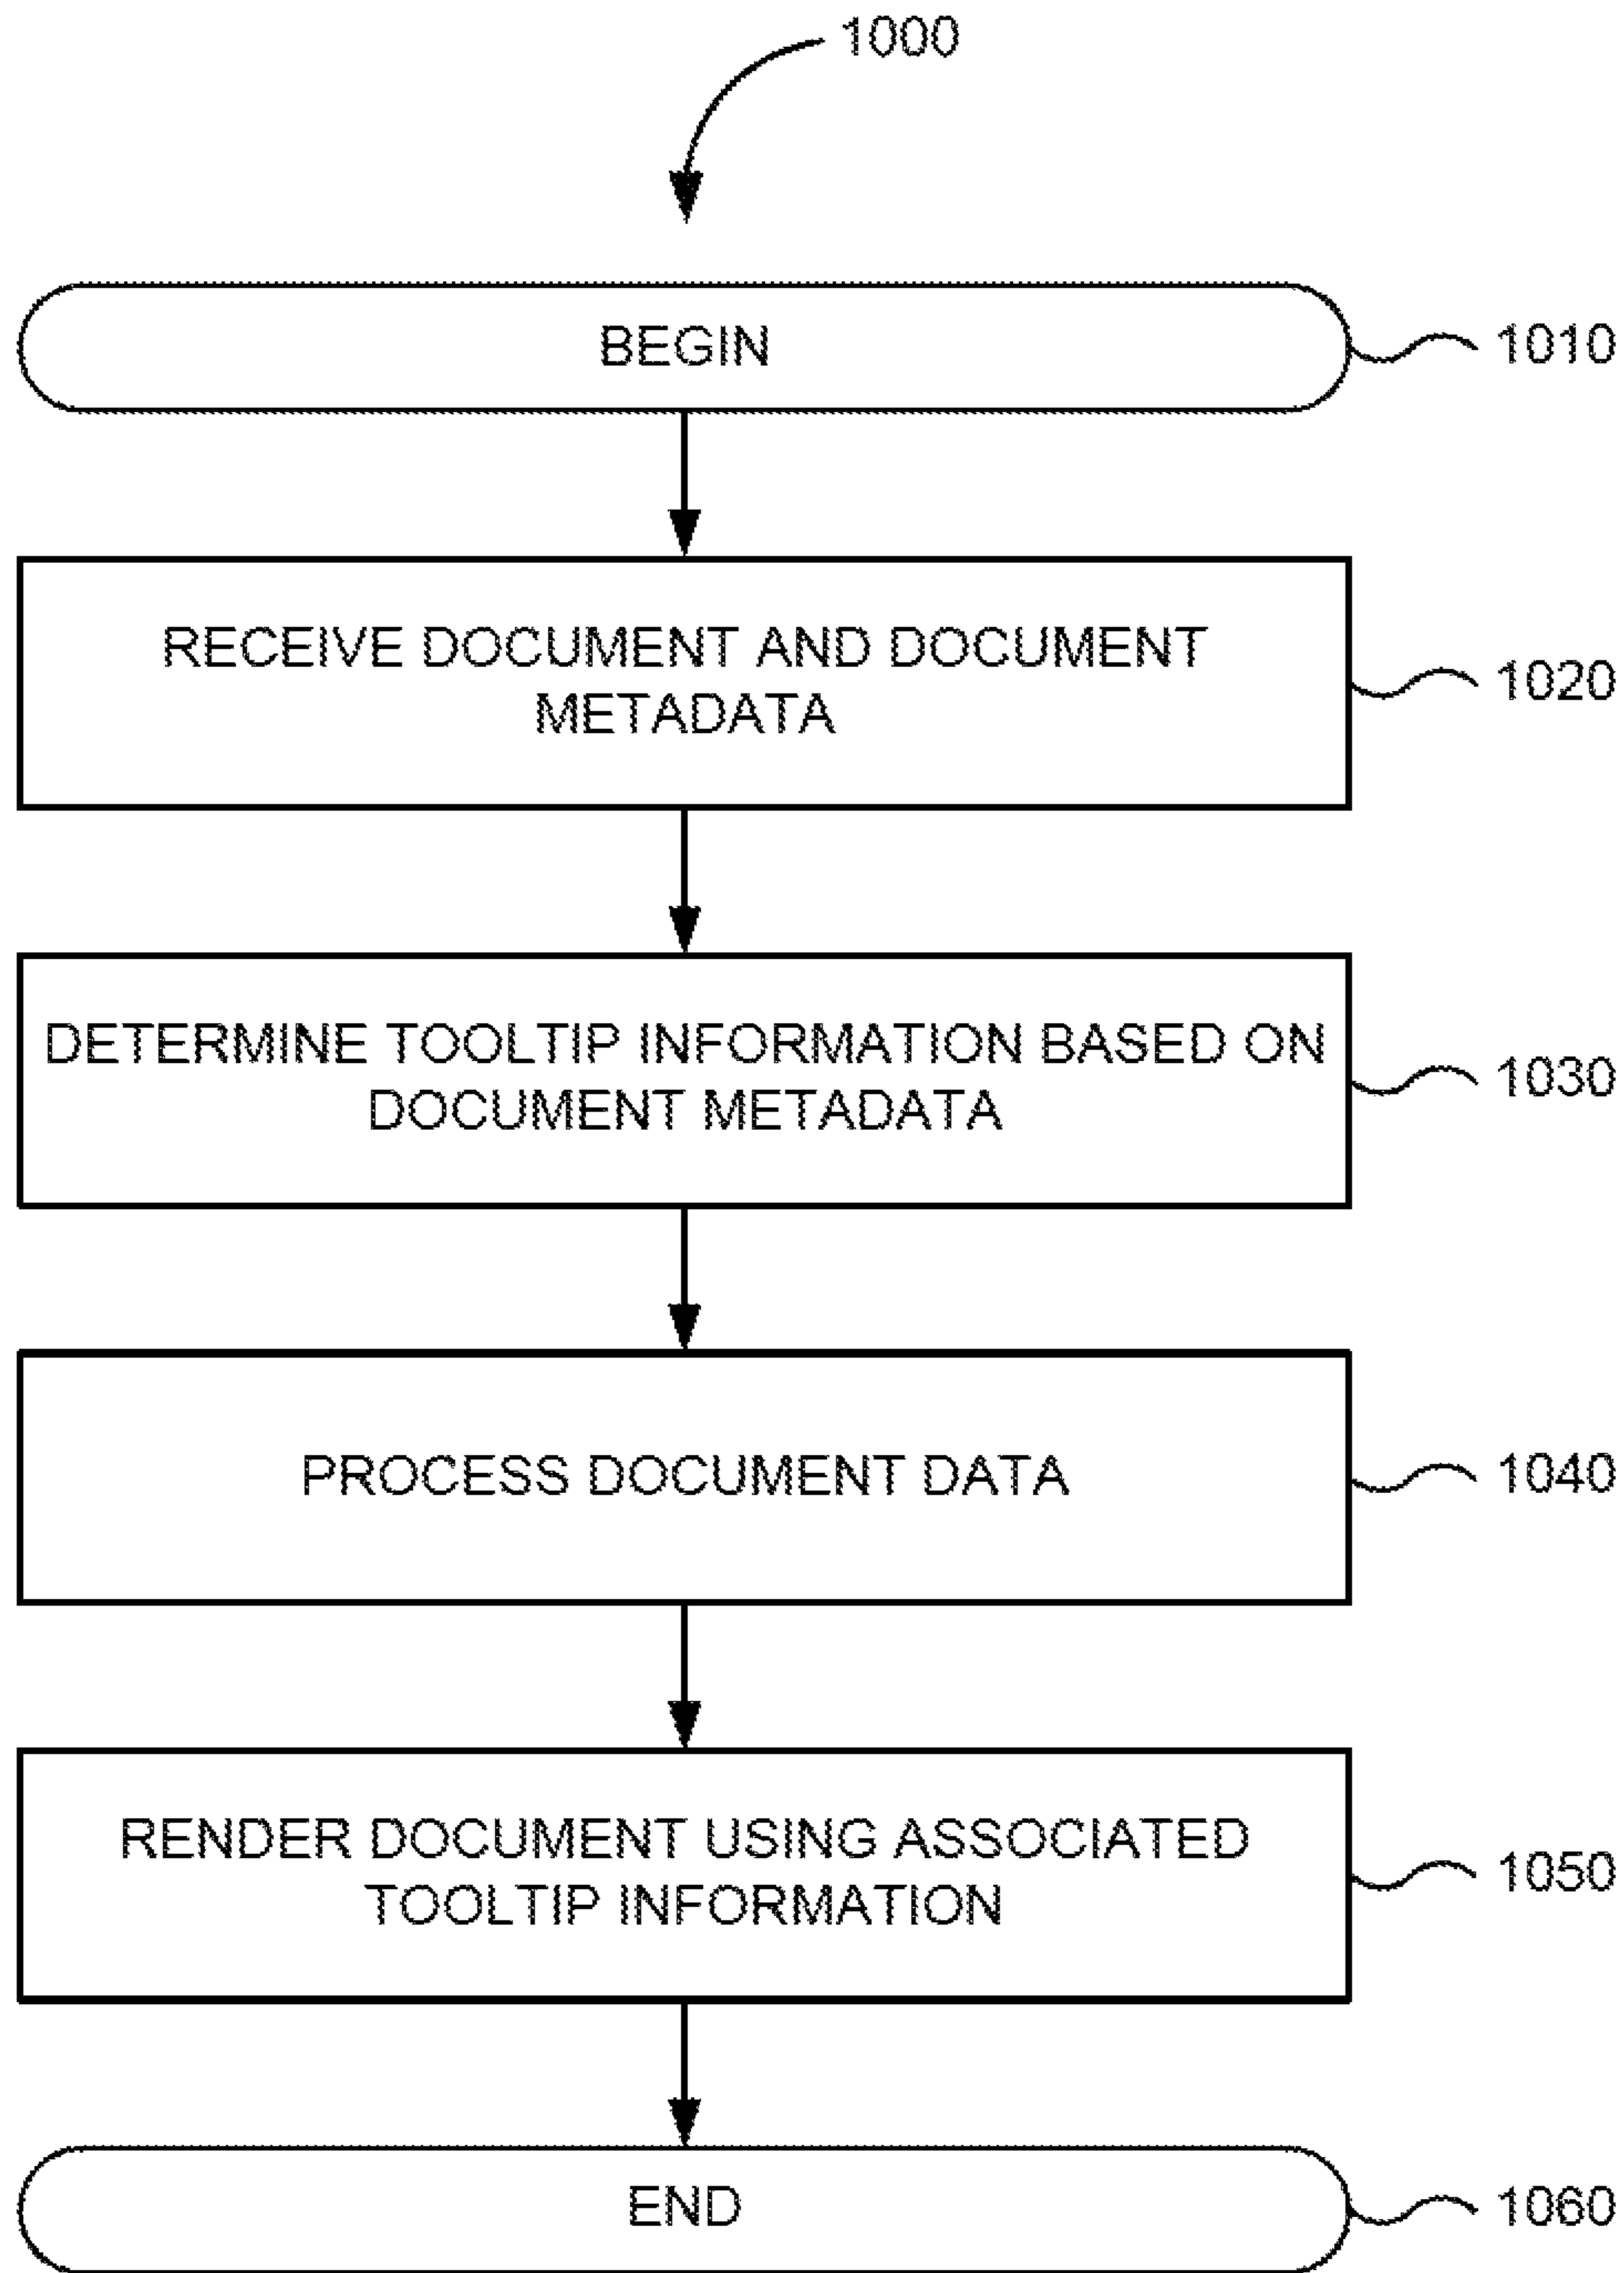 1000
BEGIN
1010
RECEIVE DOCUMENT AND DOCUMENT
METADATA
1020
DETERMINE TOOLTIP INFORMATION BASED ON
DOCUMENT METADATA
1030
PROCESS DOCUMENT DATA
1040
RENDER DOCUMENT USING ASSOCIATED
TOOLTIP INFORMATION
1050
END
1060